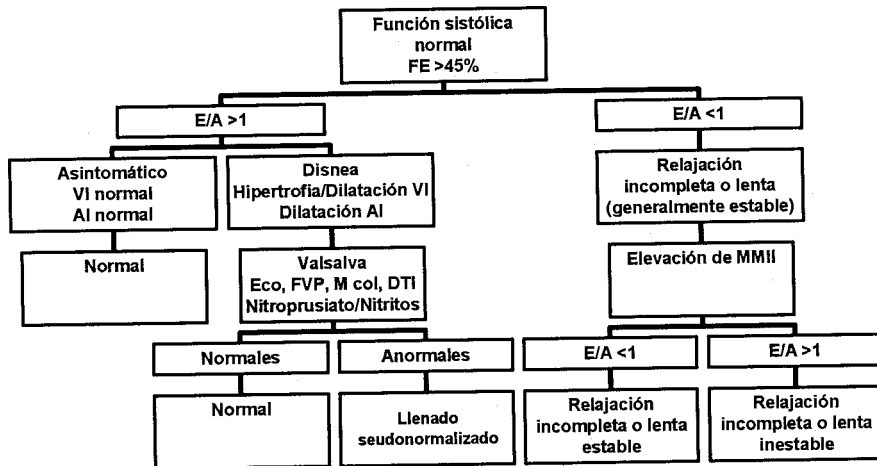 Función sistólica
normal
FE >45%
E/A >1
E/A <1
Asintomático
VI normal
AI normal
Disnea
Hipertrofia/Dilatación VI
Dilatación AI
Relajación
incompleta o lenta
(generalmente estable)
Normal
Valsalva
Eco, FVP, M col, DTI
Nitroprusiato/Nitritos
Elevación de MMII
Normales
Anormales
E/A <1
E/A >1
Normal
Llenado
seudonormalizado
Relajación
incompleta o lenta
estable
Relajación
incompleta o lenta
inestable